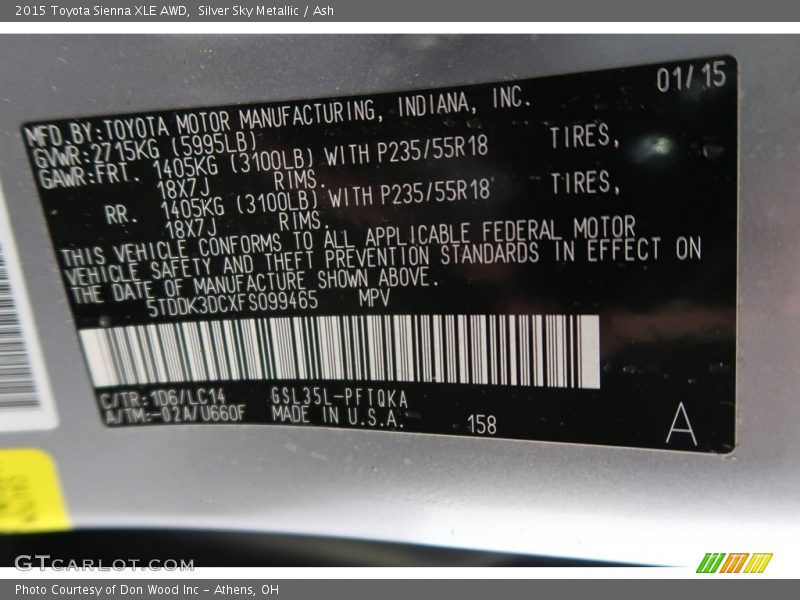 2015 Toyota Sienna XLE AWD,  Silver Sky Metallic / Ash
01/15
MFD.BY:TOYOTA MOTOR MANUFACTURING, INDIANA, INC.
GVWR:2715KG (5995LB)
GAWR:FRT. 1405KG (3100LB) WITH P235/55R18 TIRES,
18X7J RIMS.
RR. 1405KG (3100LB) WITH P235/55R18 TIRES,
18X7J RIMS.
THIS VEHICLE CONFORMS TO ALL APPLICABLE FEDERAL MOTOR
VEHICLE SAFETY AND THEFT PREVENTION STANDARDS IN EFFECT ON
THE DATE OF MANUFACTURE SHOWN ABOVE.
5TDDK3DCXFS099465 MPV
C/TR:1D6/LC14 GSL35L-PFTQKA
A/TM:-02A/U660F MADE IN U.S.A. 158
A
GTCARLOT.COM
Photo Courtesy of Don Wood Inc - Athens, OH